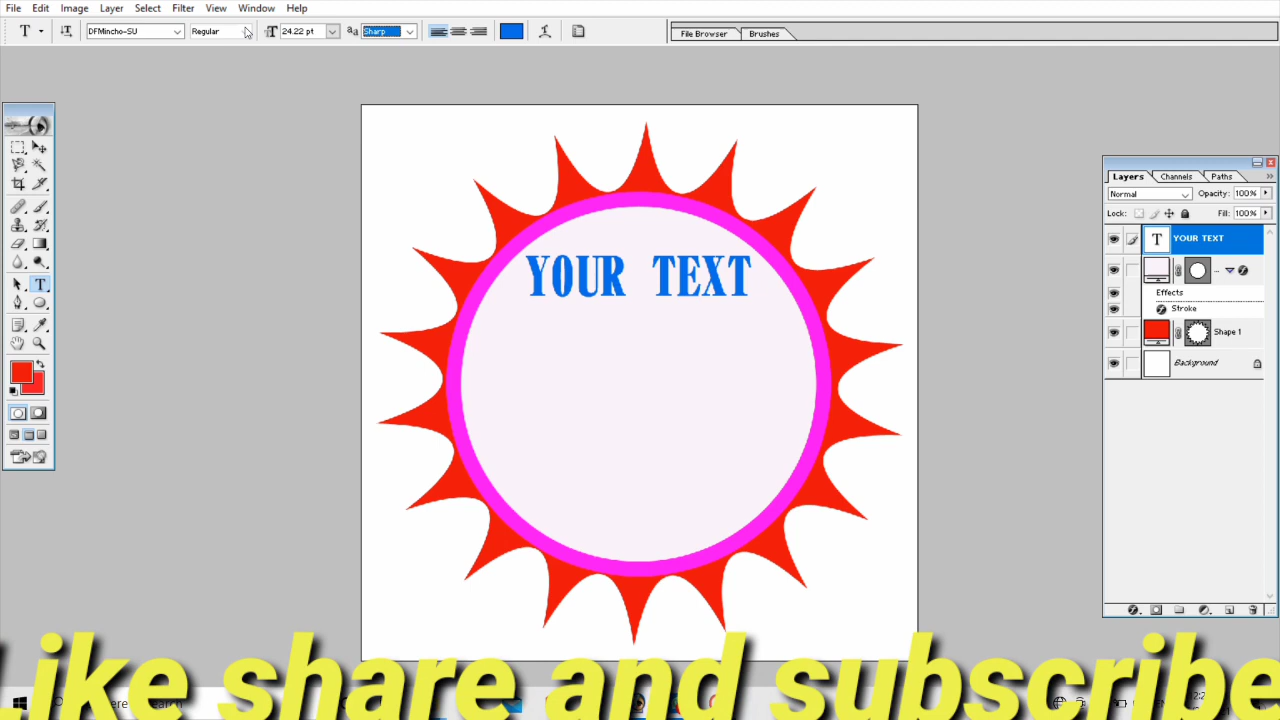 File Edit Image Layer Select Filter View Window Help
T DFMincho-SU Regular 24.22 pt aa Sharp File Browser Brushes
YOUR TEXT
Layers Channels Paths
Normal Opacity: 100%
Lock: Fill: 100%
T YOUR TEXT
...
Effects
Stroke
Shape 1
Background
Like share and subscribe